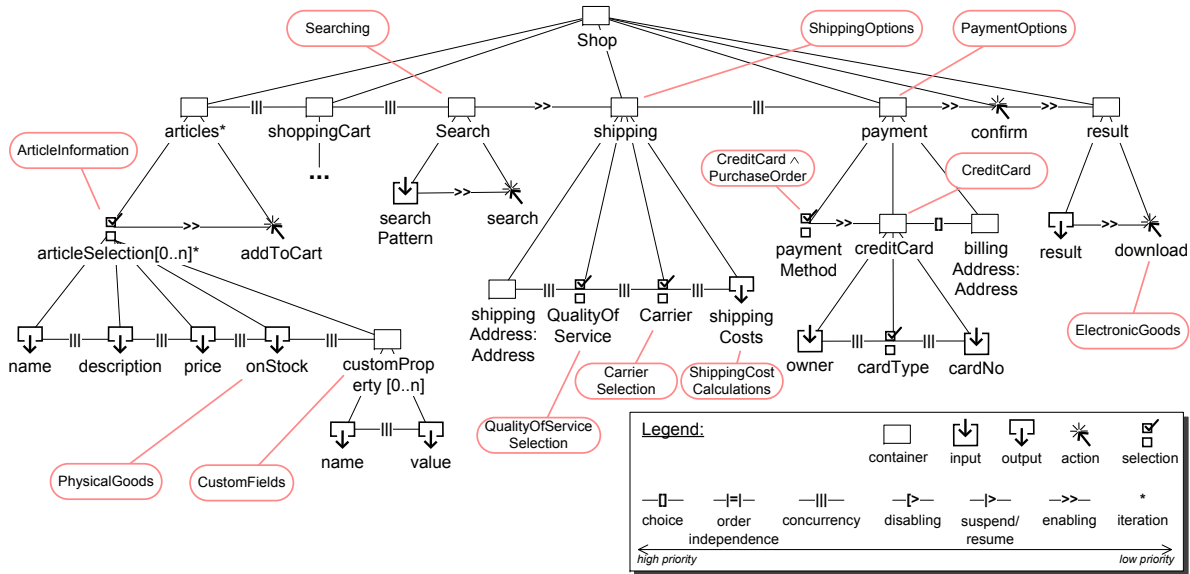 Shop
Searching
ShippingOptions
PaymentOptions
||| ||| >> ||| >> >>
articles* shoppingCart Search shipping payment confirm result
...
ArticleInformation
CreditCard ∧
PurchaseOrder
CreditCard
>> >> >> [] >>
articleSelection[0..n]* addToCart
search
Pattern
search
payment
Method
creditCard
billing
Address:
Address
result download
||| ||| |||
shipping
Address:
Address
QualityOf
Service
Carrier
shipping
Costs
||| ||| ||| |||
name description price onStock
customProp
erty [0..n]
||| |||
owner cardType cardNo
ElectronicGoods
Carrier
Selection
ShippingCost
Calculations
QualityOfService
Selection
|||
name value
PhysicalGoods CustomFields
Legend:
container input output action selection
[] |=| ||| [> |> >> *
choice
order
independence
concurrency
disabling
suspend/
resume
enabling
iteration
high priority low priority